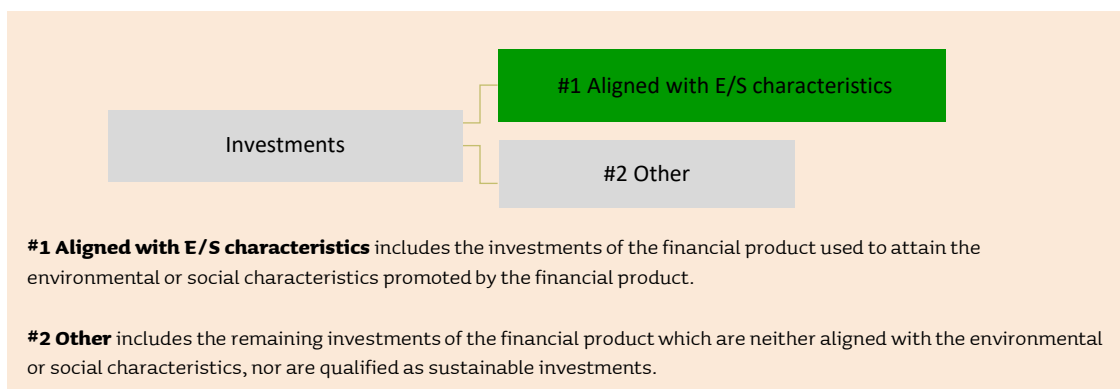 #1 Aligned with E/S characteristics
Investments
#2 Other
#1 Aligned with E/S characteristics includes the investments of the financial product used to attain the
environmental or social characteristics promoted by the financial product.
#2 Other includes the remaining investments of the financial product which are neither aligned with the environmental
or social characteristics, nor are qualified as sustainable investments.